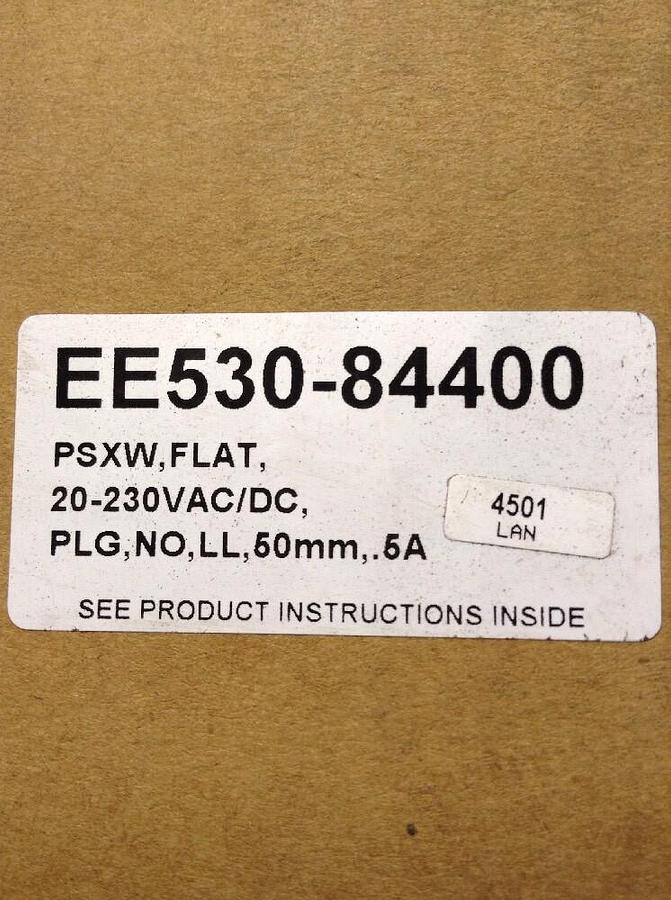 EE530-84400
PSXW,FLAT,
20-230VAC/DC,
PLG,NO,LL,50mm,.5A
4501
LAN
SEE PRODUCT INSTRUCTIONS INSIDE